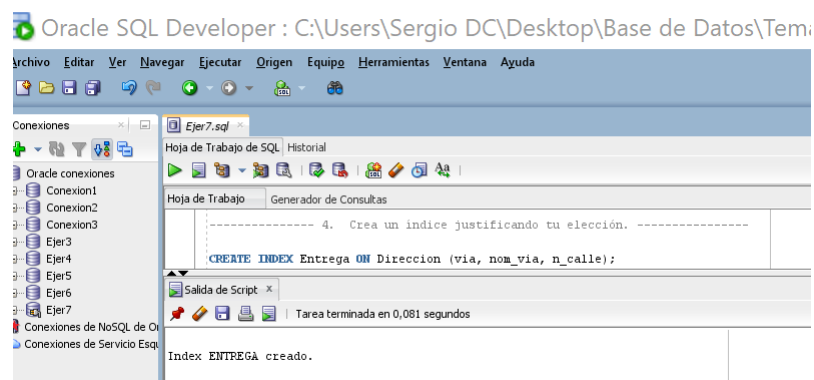 Oracle SQL Developer : C:\Users\Sergio DC\Desktop\Base de Datos\Tema
Archivo Editar Ver Navegar Ejecutar Origen Equipo Herramientas Ventana Ayuda
Conexiones
Ejer7.sql
Hoja de Trabajo de SQL Historial
Oracle conexiones
Conexion1
Conexion2
Conexion3
Ejer3
Ejer4
Ejer5
Ejer6
Ejer7
Conexiones de NoSQL de Or
Conexiones de Servicio Esqu
Hoja de Trabajo Generador de Consultas
---------------- 4. Crea un indice justificando tu elección. -----------------
CREATE INDEX Entrega ON Direccion (via, nom_via, n_calle);
Salida de Script x
Tarea terminada en 0,081 segundos
Index ENTREGA creado.